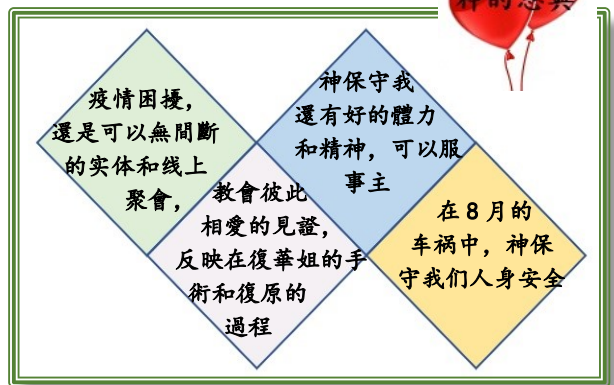 神的恩典
疫情困擾，
還是可以無間斷
的实体和线上
聚會，
神保守我
還有好的體力
和精神，可以服
事主
教會彼此
相愛的見證，
反映在復華姐的手
術和復原的
過程
在8月的
车祸中，神保
守我们人身安全